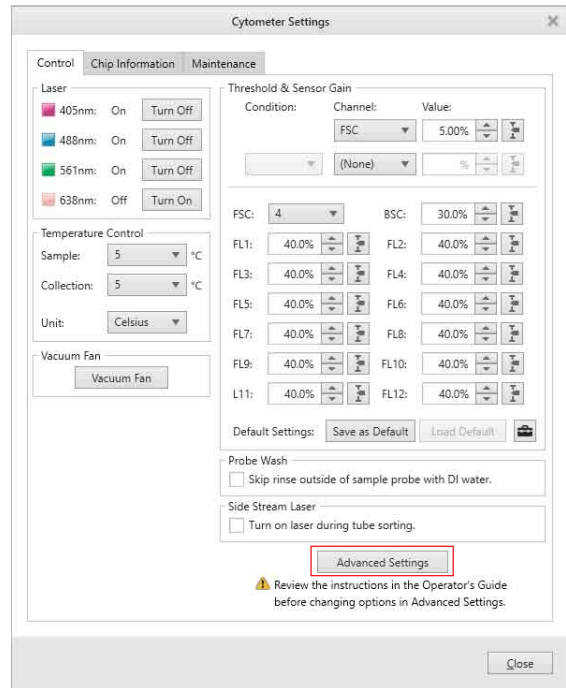 Cytometer Settings
Control Chip Information Maintenance
Laser
405nm: On Turn Off
488nm: On Turn Off
561nm: On Turn Off
638nm: Off Turn On
Temperature Control
Sample: 5 °C
Collection: 5 °C
Unit: Celsius
Vacuum Fan
Vacuum Fan
Threshold & Sensor Gain
Condition: Channel: Value:
FSC 5.00%
(None) %
FSC: 4 BSC: 30.0%
FL1: 40.0% FL2: 40.0%
FL3: 40.0% FL4: 40.0%
FL5: 40.0% FL6: 40.0%
FL7: 40.0% FL8: 40.0%
FL9: 40.0% FL10: 40.0%
L11: 40.0% FL12: 40.0%
Default Settings: Save as Default Load Default
Probe Wash
Skip rinse outside of sample probe with DI water.
Side Stream Laser
Turn on laser during tube sorting.
Advanced Settings
Review the instructions in the Operator's Guide
before changing options in Advanced Settings.
Close